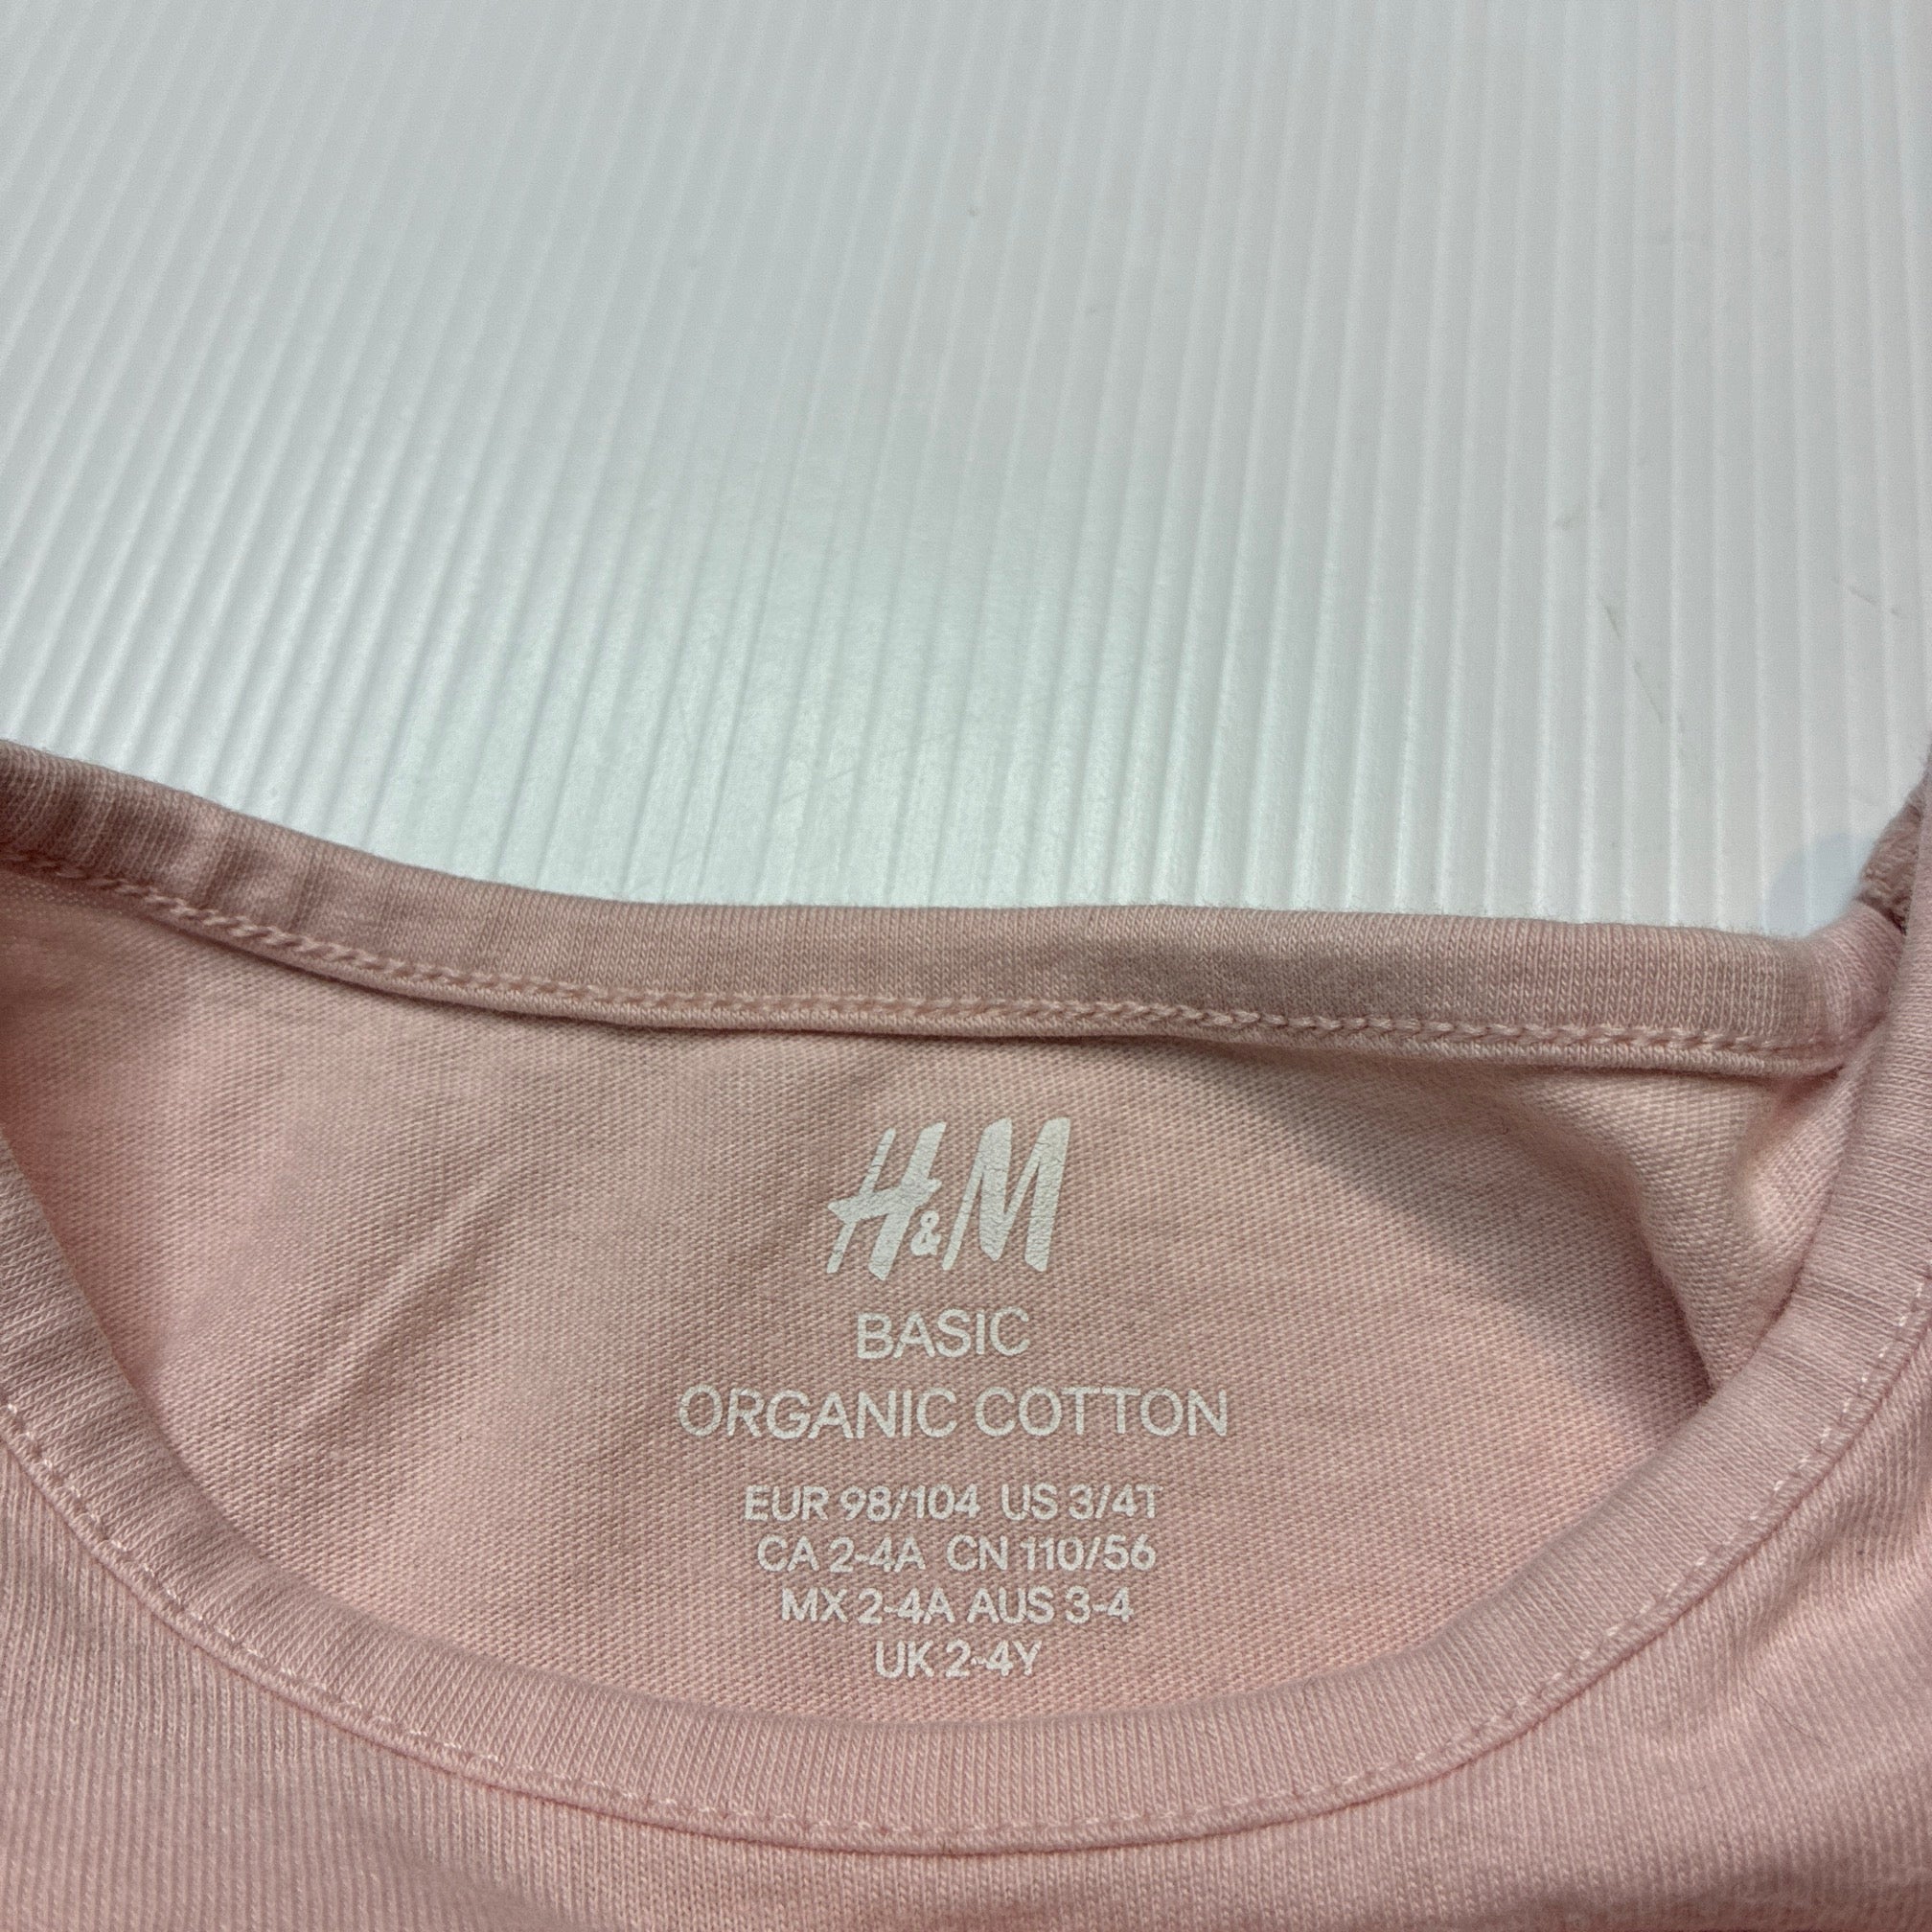 H&M
BASIC
ORGANIC COTTON
EUR 98/104 US 3/4T
CA 2-4A CN 110/56
MX 2-4A AUS 3-4
UK 2-4Y